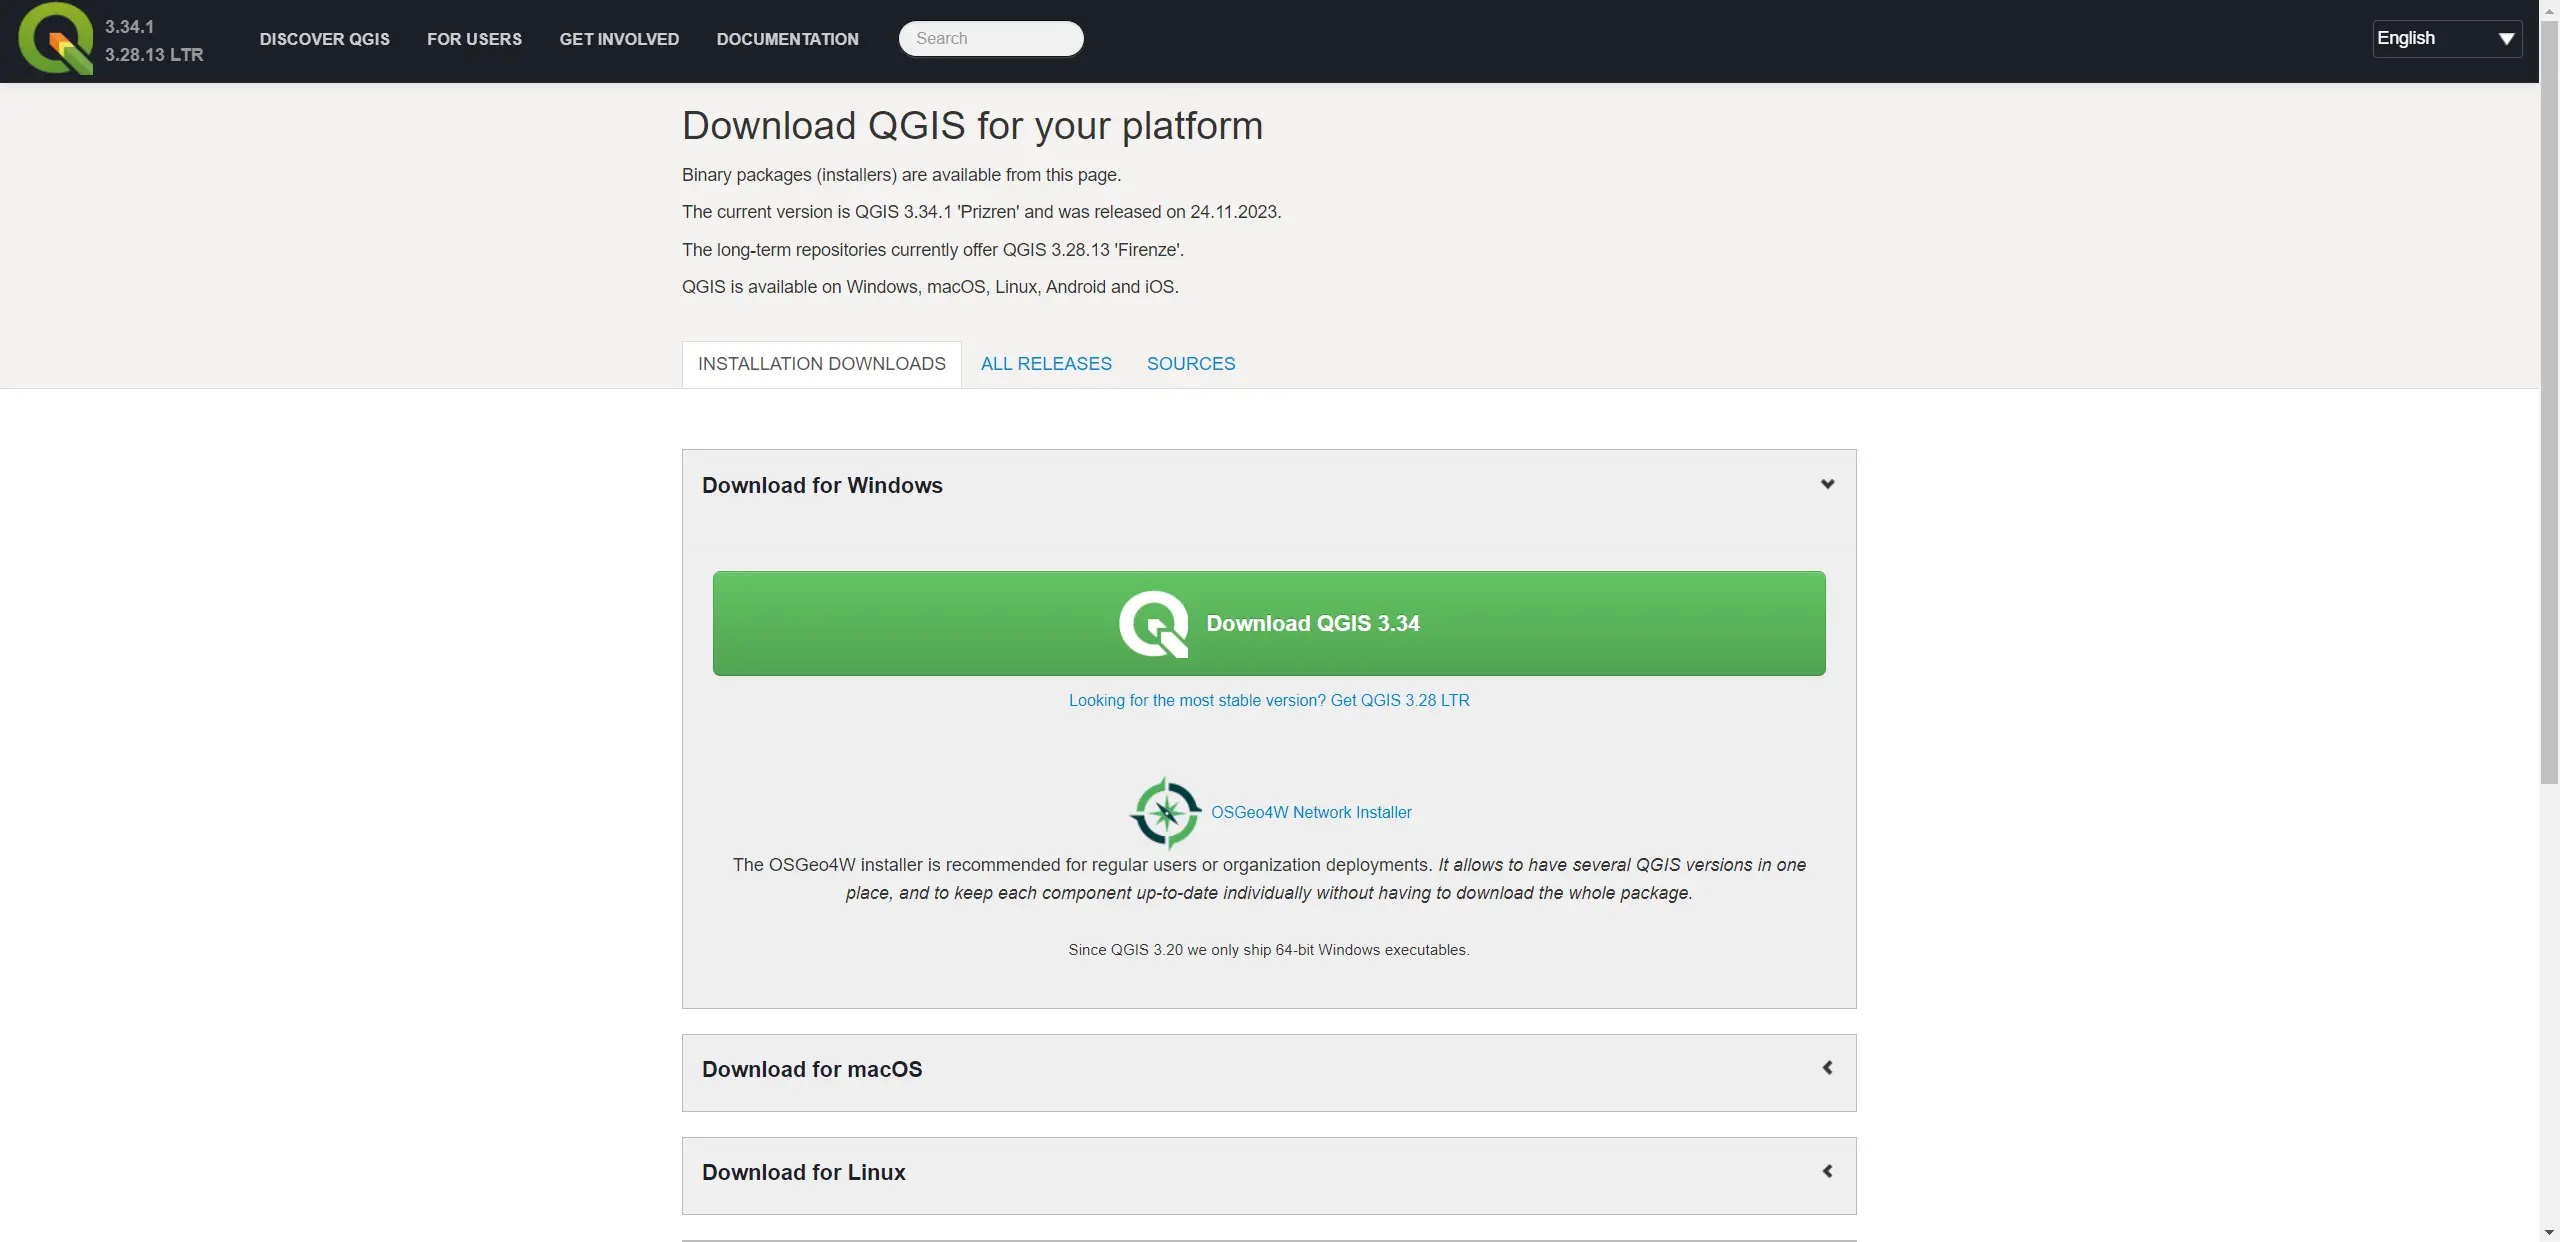 3.34.1
3.28.13 LTR
DISCOVER QGIS
FOR USERS
GET INVOLVED
DOCUMENTATION
Search
English
Download QGIS for your platform
Binary packages (installers) are available from this page.
The current version is QGIS 3.34.1 'Prizren' and was released on 24.11.2023.
The long-term repositories currently offer QGIS 3.28.13 'Firenze'.
QGIS is available on Windows, macOS, Linux, Android and iOS.
INSTALLATION DOWNLOADS
ALL RELEASES
SOURCES
Download for Windows
Download QGIS 3.34
Looking for the most stable version? Get QGIS 3.28 LTR
OSGeo4W Network Installer
The OSGeo4W installer is recommended for regular users or organization deployments. It allows to have several QGIS versions in one
place, and to keep each component up-to-date individually without having to download the whole package.
Since QGIS 3.20 we only ship 64-bit Windows executables.
Download for macOS
Download for Linux